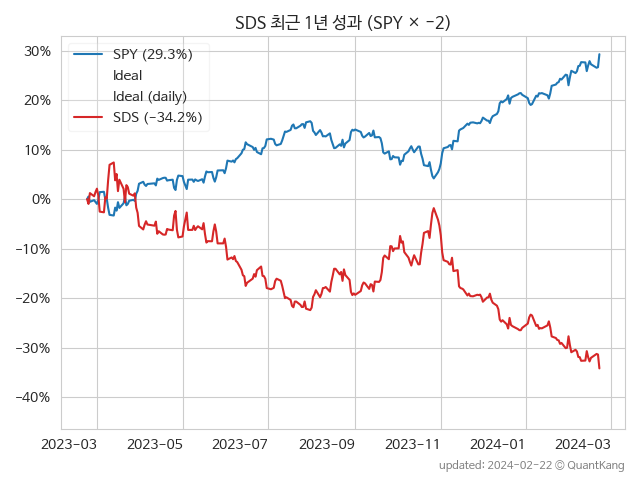 SDS 최근 1년 성과 (SPY × −2)
SPY (29.3%)
Ideal
Ideal (daily)
SDS (−34.2%)
30%
20%
10%
0%
−10%
−20%
−30%
−40%
2023-03 2023-05 2023-07 2023-09 2023-11 2024-01 2024-03
updated: 2024-02-22 ⓒ QuantKang